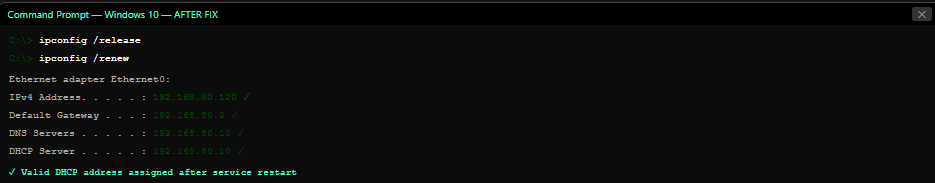 Command Prompt — Windows 10 — AFTER FIX
C:\> ipconfig /release
C:\> ipconfig /renew
Ethernet adapter Ethernet0:
IPv4 Address. . . . . : 192.168.80.120 ✓
Default Gateway . . . : 192.168.80.2 ✓
DNS Servers . . . . . : 192.168.80.10 ✓
DHCP Server . . . . . : 192.168.80.10 ✓
✓ Valid DHCP address assigned after service restart